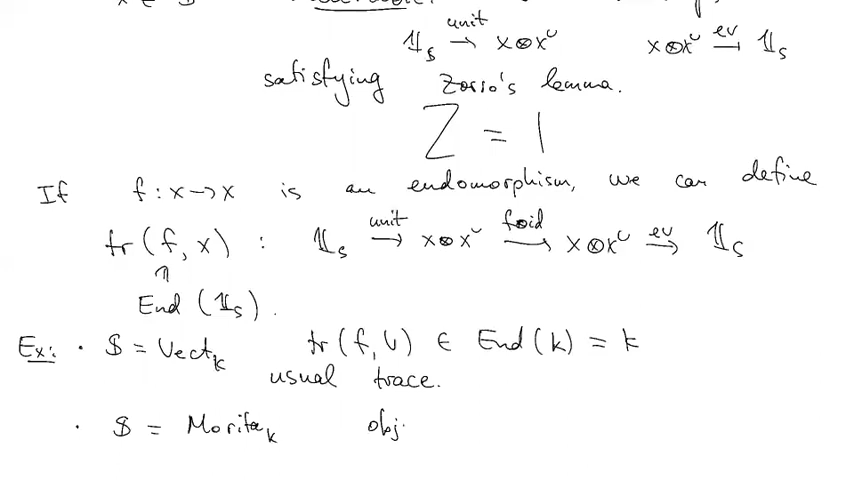 unit ev
𝟙_S → x⊗x^∨ x⊗x^∨ → 𝟙_S
satisfying Zorro's lemma.
Z = |
If f : x → x is an endomorphism, we can define
unit f⊗id ev
tr(f, x) : 𝟙_S → x⊗x^∨ → x⊗x^∨ → 𝟙_S
End (𝟙_S).
Ex: · $ = Vect_k tr(f, V) ∈ End(k) = k
usual trace.
· $ = Morita_k obj.